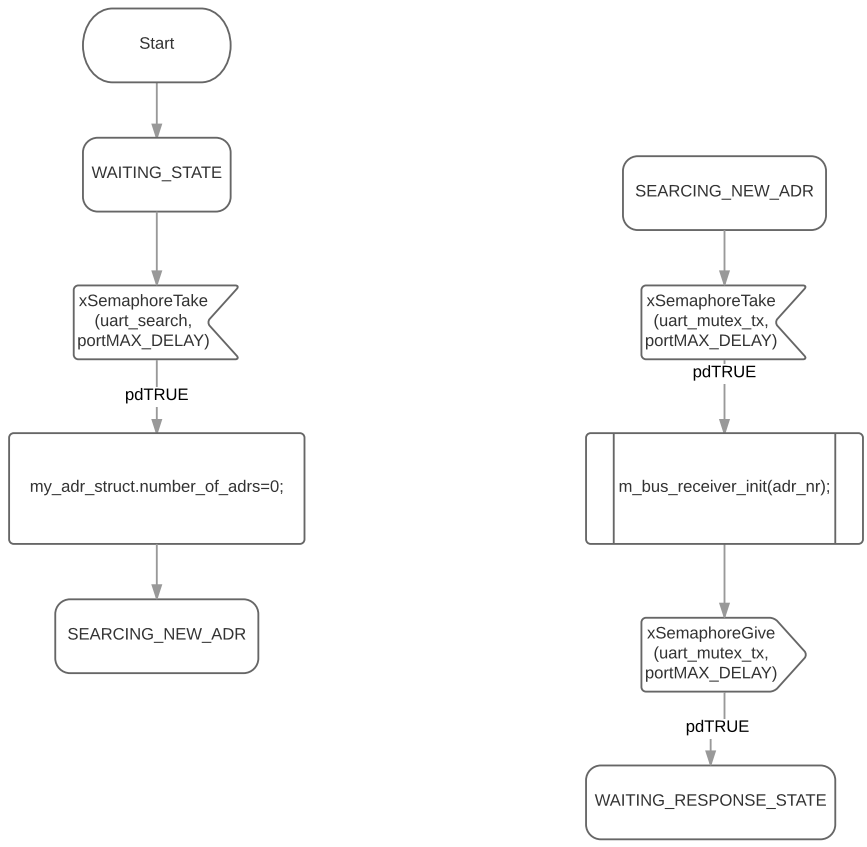 Start
WAITING_STATE
xSemaphoreTake
(uart_search,
portMAX_DELAY)
pdTRUE
my_adr_struct.number_of_adrs=0;
SEARCING_NEW_ADR
SEARCING_NEW_ADR
xSemaphoreTake
(uart_mutex_tx,
portMAX_DELAY)
pdTRUE
m_bus_receiver_init(adr_nr);
xSemaphoreGive
(uart_mutex_tx,
portMAX_DELAY)
pdTRUE
WAITING_RESPONSE_STATE